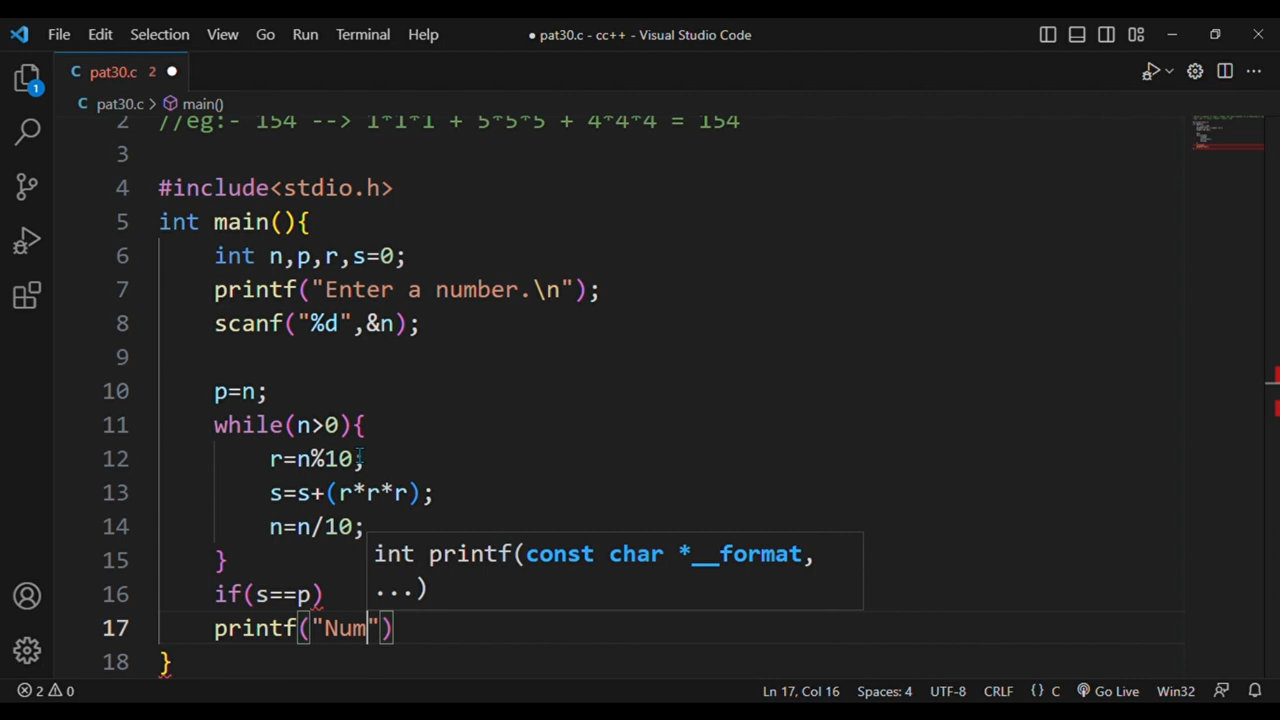 File Edit Selection View Go Run Terminal Help ● pat30.c - cc++ - Visual Studio Code
C pat30.c 2 ●
C pat30.c > main()
1
2 //eg:- 154 --> 1*1*1 + 5*5*5 + 4*4*4 = 154
3
4 #include<stdio.h>
5 int main(){
6 int n,p,r,s=0;
7 printf("Enter a number.\n");
8 scanf("%d",&n);
9
10 p=n;
11 while(n>0){
12 r=n%10;
13 s=s+(r*r*r);
14 n=n/10;
int printf(const char *__format,
...)
15 }
16 if(s==p)
17 printf("Num")
18 }
2 0 Ln 17, Col 16 Spaces: 4 UTF-8 CRLF {} C Go Live Win32